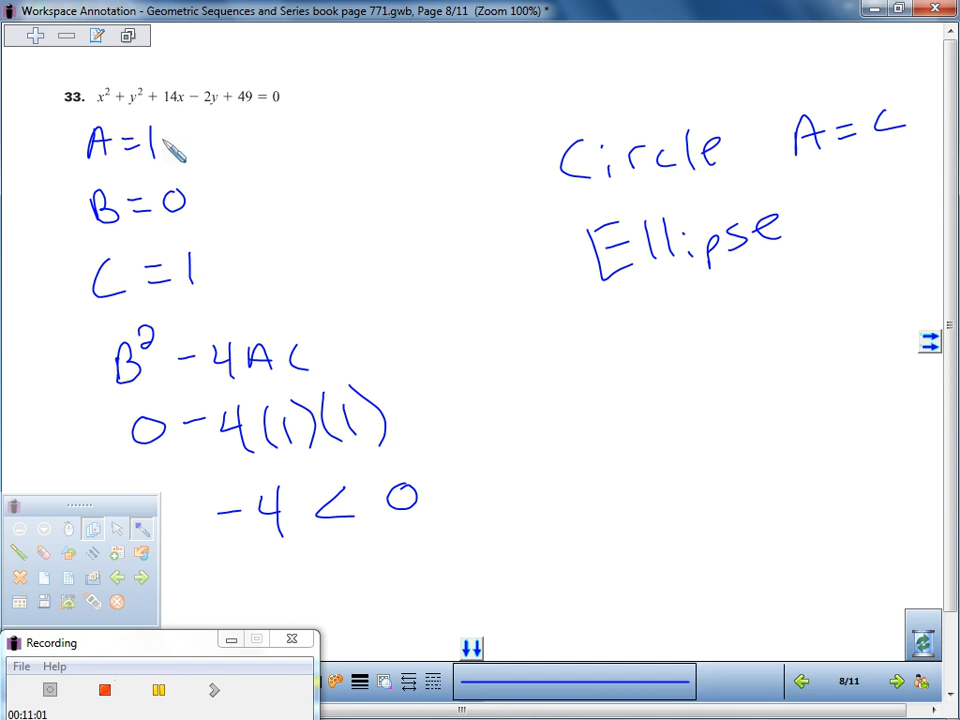 Workspace Annotation - Geometric Sequences and Series book page 771.gwb, Page 8/11 (Zoom 100%) *
33. x² + y² + 14x − 2y + 49 = 0
A = 1
B = 0
C = 1
B² − 4AC
0 − 4(1)(1)
−4 < 0
Circle A = C
Ellipse
Recording
File Help
00:11:01
8/11